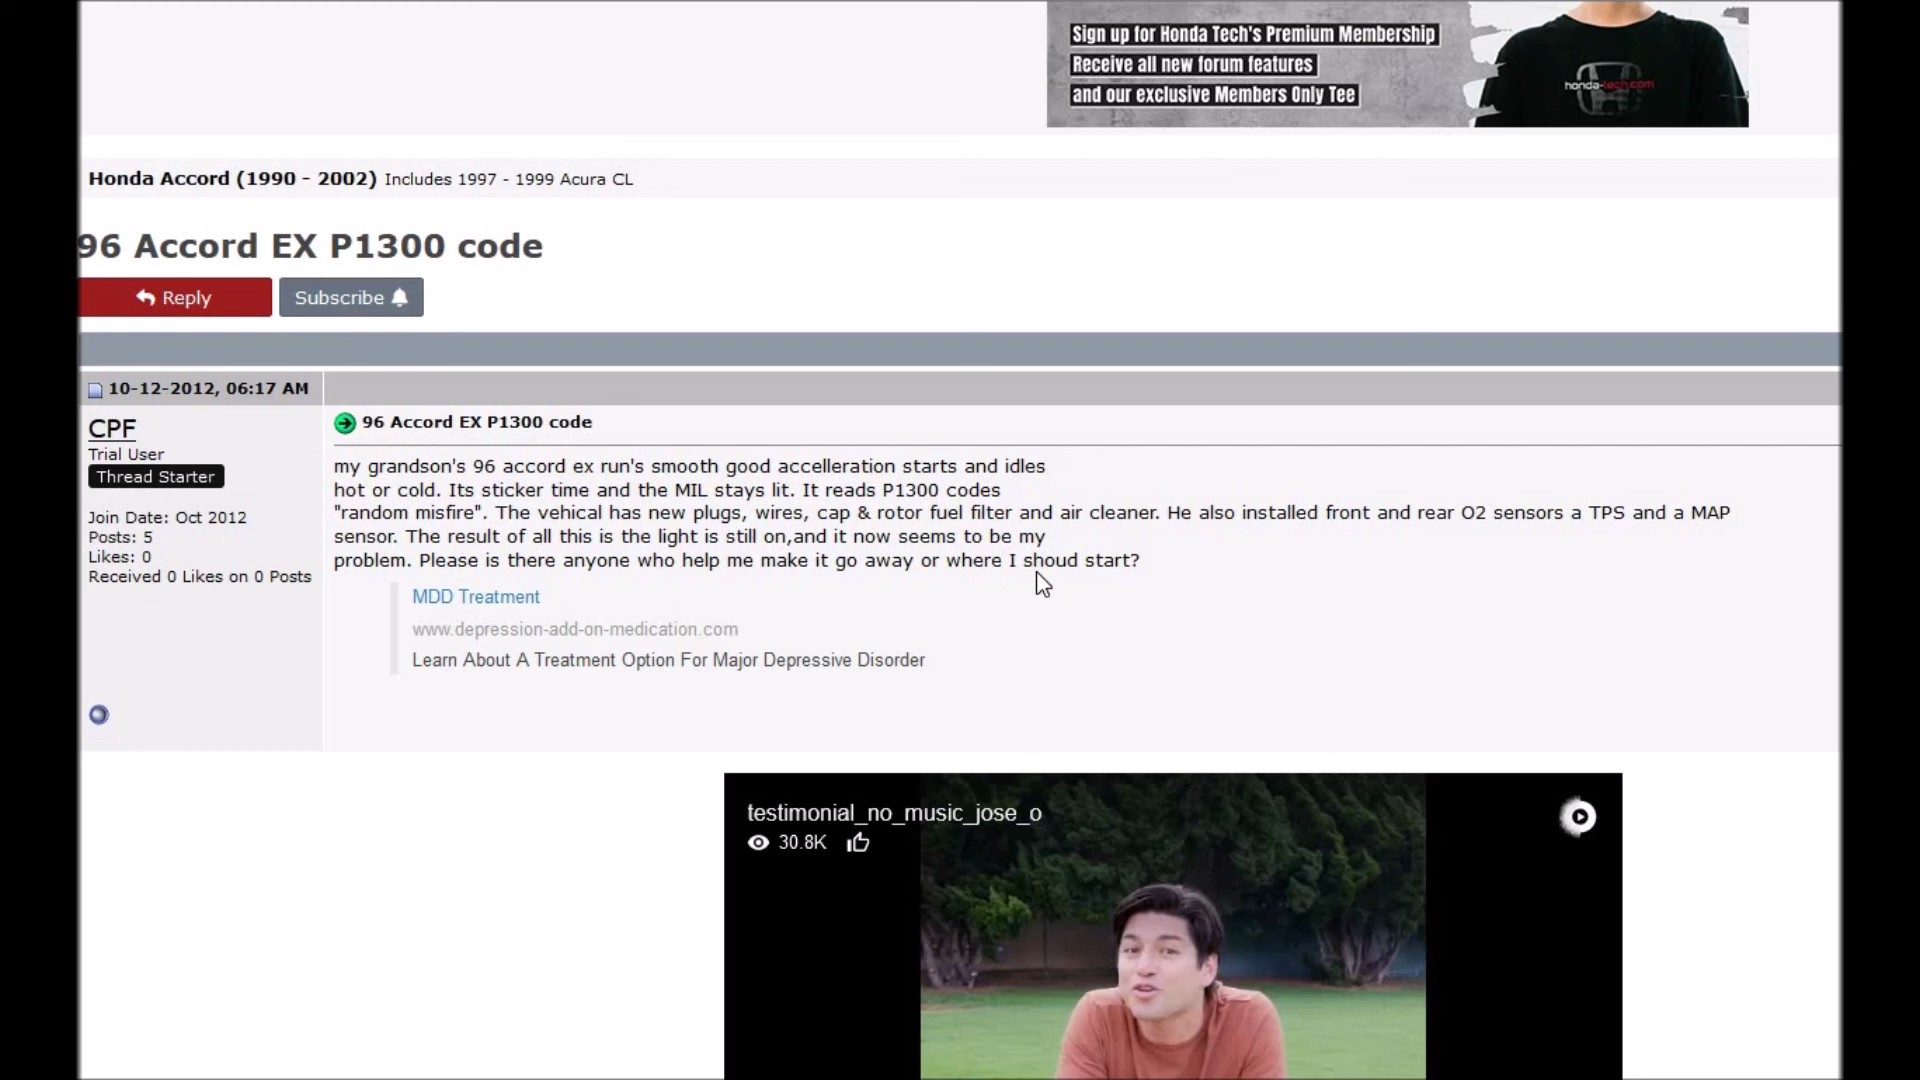 Sign up for Honda Tech's Premium Membership
Receive all new forum features
and our exclusive Members Only Tee
honda-tech.com
Honda Accord (1990 - 2002) Includes 1997 - 1999 Acura CL
96 Accord EX P1300 code
Reply
Subscribe
10-12-2012, 06:17 AM
CPF
Trial User
Thread Starter
Join Date: Oct 2012
Posts: 5
Likes: 0
Received 0 Likes on 0 Posts
96 Accord EX P1300 code
my grandson's 96 accord ex run's smooth good accelleration starts and idles
hot or cold. Its sticker time and the MIL stays lit. It reads P1300 codes
"random misfire". The vehical has new plugs, wires, cap & rotor fuel filter and air cleaner. He also installed front and rear O2 sensors a TPS and a MAP
sensor. The result of all this is the light is still on,and it now seems to be my
problem. Please is there anyone who help me make it go away or where I shoud start?
MDD Treatment
www.depression-add-on-medication.com
Learn About A Treatment Option For Major Depressive Disorder
testimonial_no_music_jose_o
30.8K